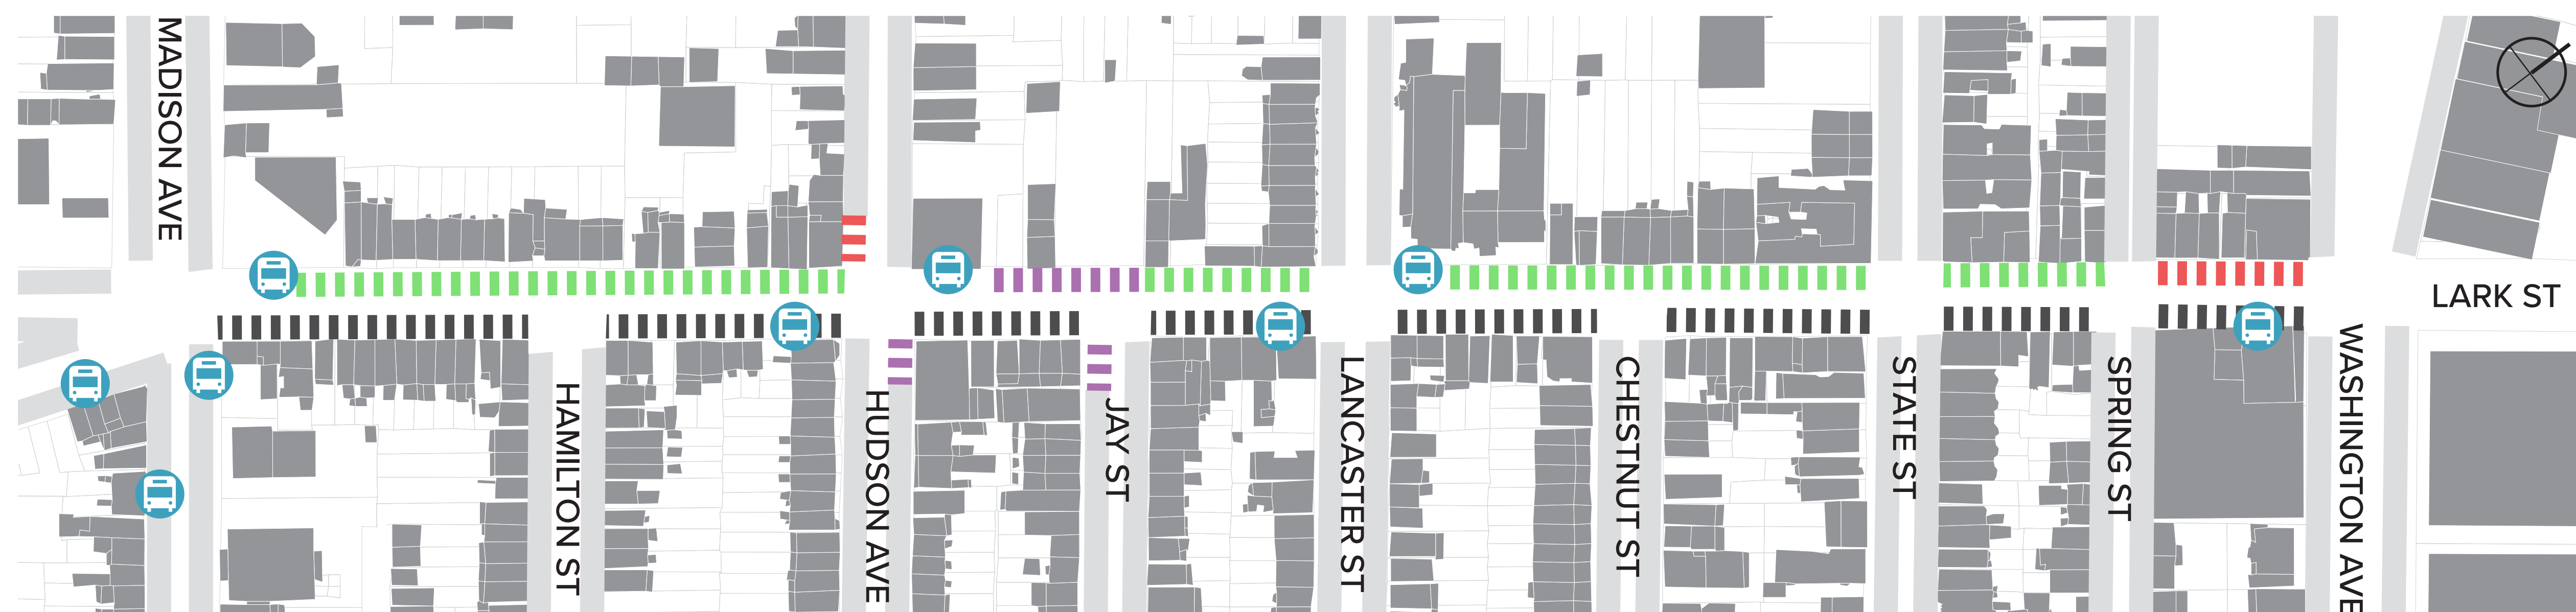 MADISON AVE
LARK ST
HAMILTON ST
HUDSON AVE
JAY ST
LANCASTER ST
CHESTNUT ST
STATE ST
SPRING ST
WASHINGTON AVE